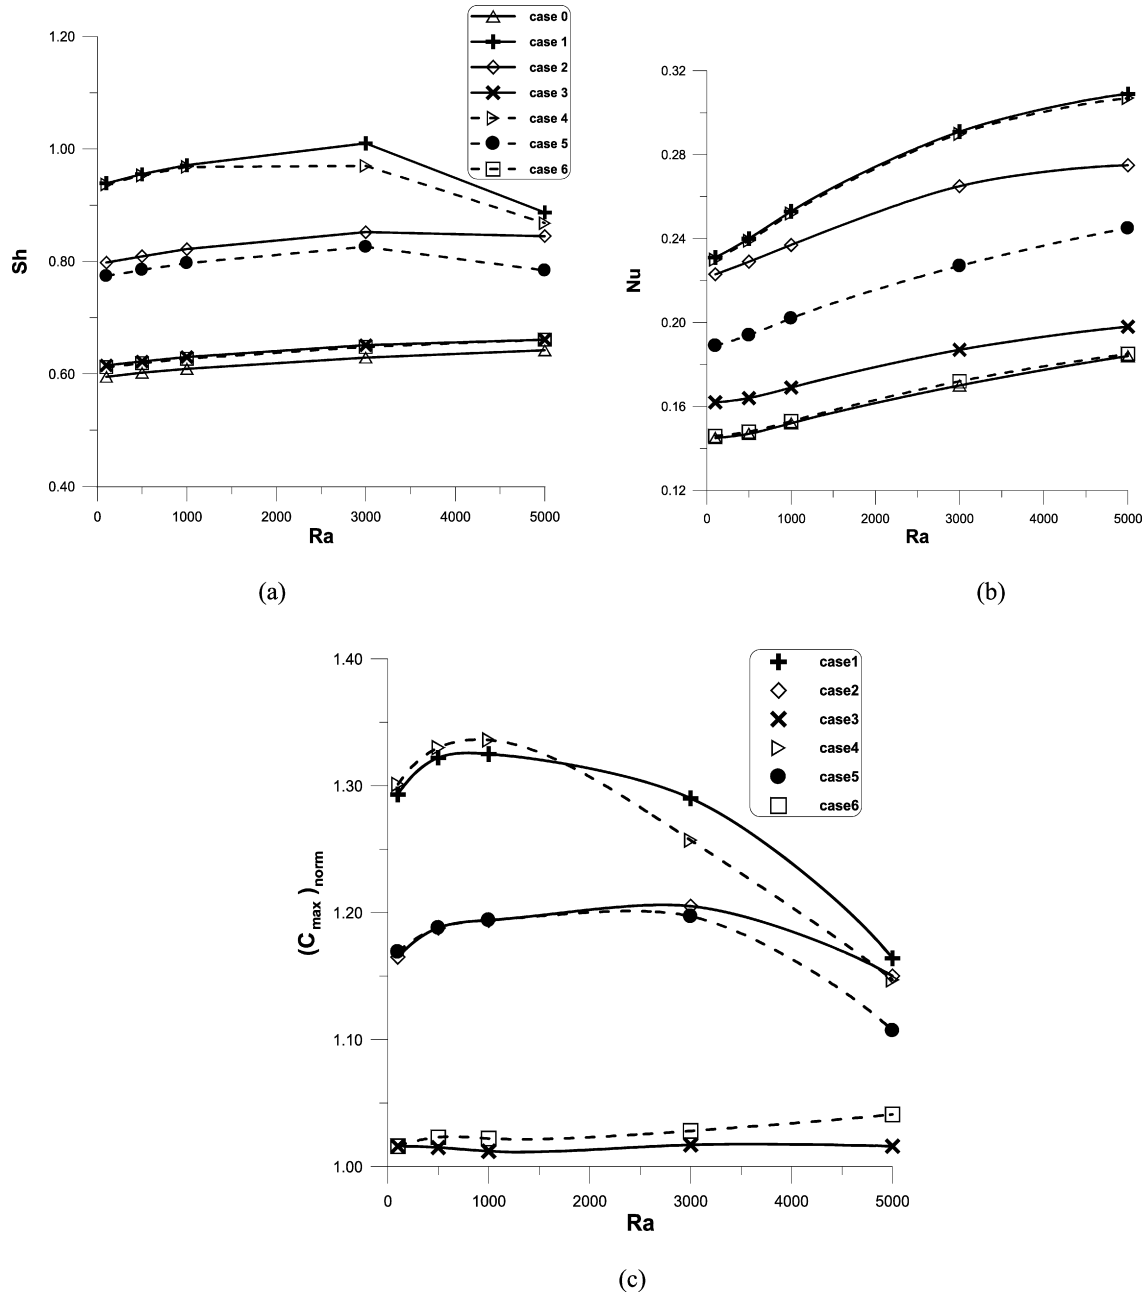 case 0
case 1
case 2
case 3
case 4
case 5
case 6
1.20
1.00
0.80
0.60
0.40
Sh
0 1000 2000 3000 4000 5000
Ra
(a)
0.32
0.28
0.24
0.20
0.16
0.12
Nu
0 1000 2000 3000 4000 5000
Ra
(b)
case1
case2
case3
case4
case5
case6
1.40
1.30
1.20
1.10
1.00
(C max )norm
0 1000 2000 3000 4000 5000
Ra
(c)